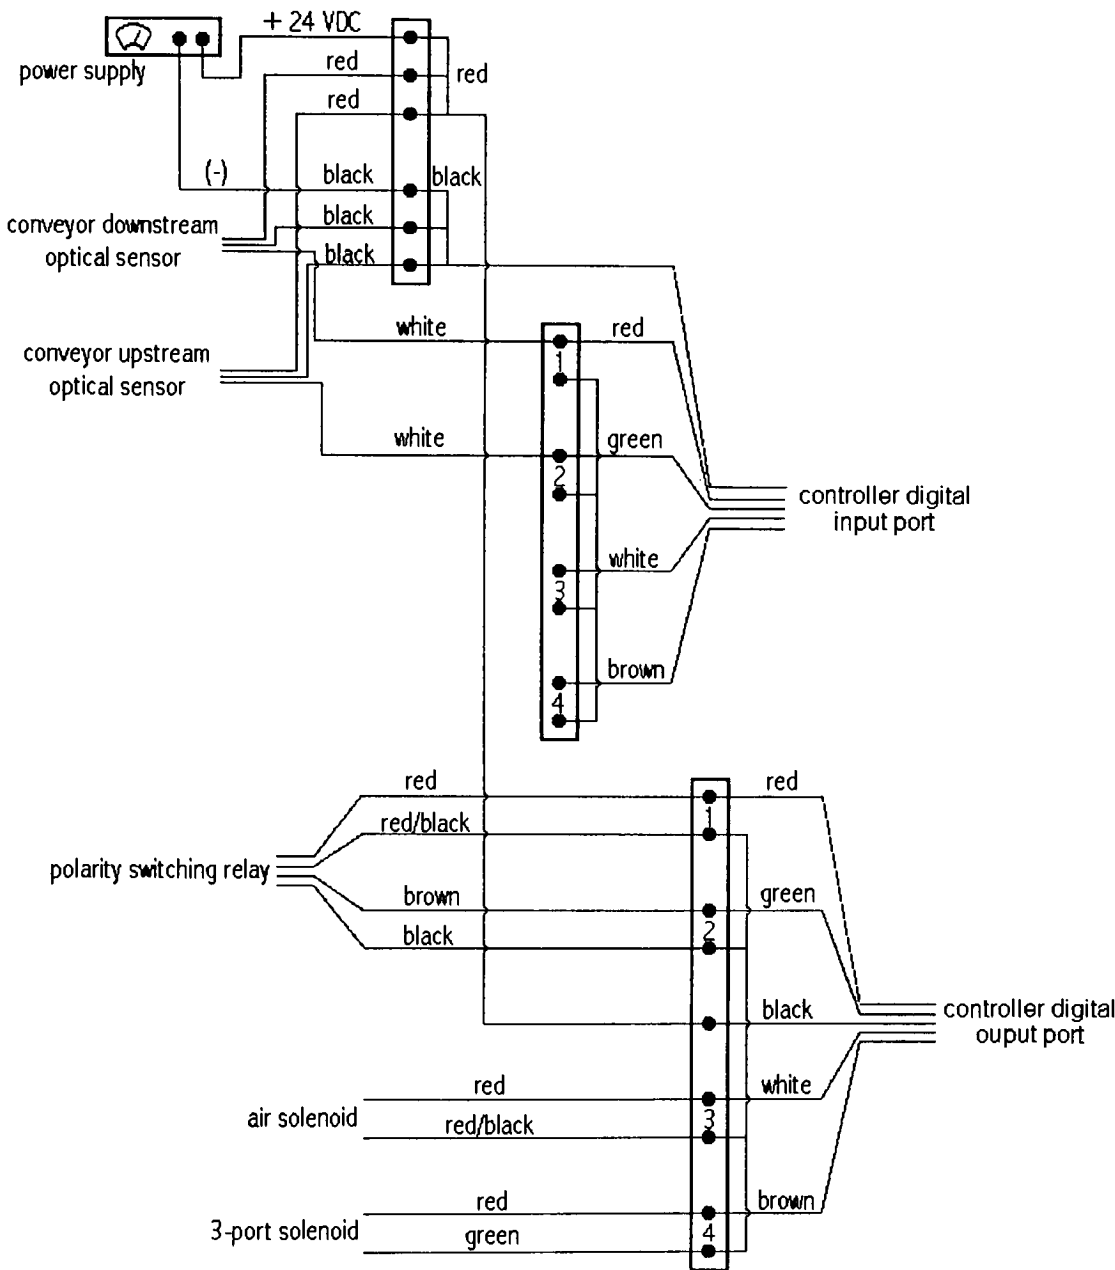 + 24 VDC
power supply
red
red
red
(-)
black
black
conveyor downstream
optical sensor
black
black
white
red
conveyor upstream
optical sensor
1
white
green
2
controller digital
input port
white
3
brown
4
red
red
red/black
1
polarity switching relay
brown
green
black
2
black
controller digital
ouput port
red
white
air solenoid
red/black
3
red
brown
3-port solenoid
green
4